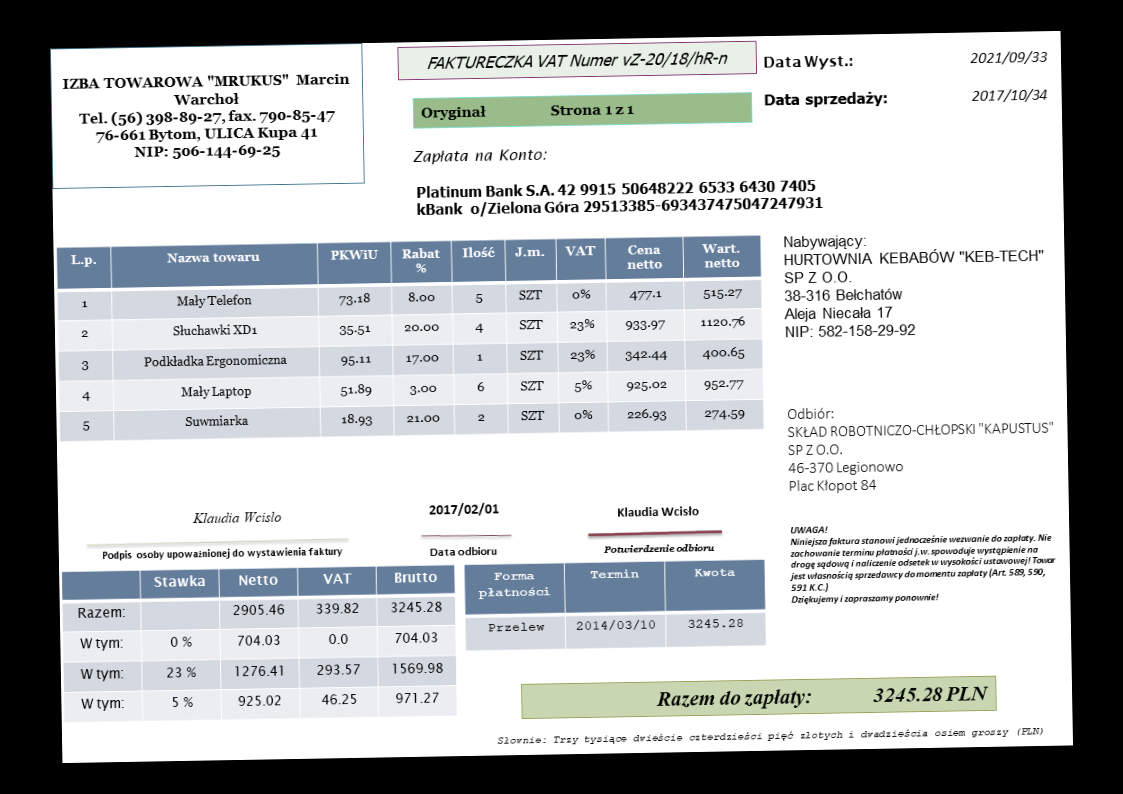 IZBA TOWAROWA "MRUKUS" Marcin
Warchoł
Tel. (56) 398-89-27, fax. 790-85-47
76-661 Bytom, ULICA Kupa 41
NIP: 506-144-69-25
FAKTURECZKA VAT Numer vZ-20/18/hR-n
Oryginał Strona 1 z 1
Data Wyst.: 2021/09/33
Data sprzedaży: 2017/10/34
Zapłata na Konto:
Platinum Bank S.A. 42 9915 50648222 6533 6430 7405
kBank o/Zielona Góra 29513385-693437475047247931
L.p. Nazwa towaru PKWiU Rabat % Ilość J.m. VAT Cena netto Wart. netto
1 Mały Telefon 73.18 8.00 5 SZT 0% 477.1 515.27
2 Słuchawki XD1 35.51 20.00 4 SZT 23% 933.97 1120.76
3 Podkładka Ergonomiczna 95.11 17.00 1 SZT 23% 342.44 400.65
4 Mały Laptop 51.89 3.00 6 SZT 5% 925.02 952.77
5 Suwmiarka 18.93 21.00 2 SZT 0% 226.93 274.59
Nabywający:
HURTOWNIA KEBABÓW "KEB-TECH"
SP Z O.O.
38-316 Bełchatów
Aleja Niecała 17
NIP: 582-158-29-92
Odbiór:
SKŁAD ROBOTNICZO-CHŁOPSKI "KAPUSTUS"
SP Z O.O.
46-370 Legionowo
Plac Kłopot 84
Klaudia Wcisło
Podpis osoby upoważnionej do wystawienia faktury
2017/02/01
Data odbioru
Klaudia Wcisło
Potwierdzenie odbioru
UWAGA!
Niniejsza faktura stanowi jednocześnie wezwanie do zapłaty. Nie
zachowanie terminu płatności j.w. spowoduje wystąpienie na
drogę sądową i naliczenie odsetek w wysokości ustawowej! Towar
jest własnością sprzedawcy do momentu zapłaty (Art. 589, 590,
591 K.C.)
Dziękujemy i zapraszamy ponownie!
Stawka Netto VAT Brutto
Razem: 2905.46 339.82 3245.28
W tym: 0 % 704.03 0.0 704.03
W tym: 23 % 1276.41 293.57 1569.98
W tym: 5 % 925.02 46.25 971.27
Forma płatności Termin Kwota
Przelew 2014/03/10 3245.28
Razem do zapłaty: 3245.28 PLN
Słownie: Trzy tysiące dwieście czterdzieści pięć złotych i dwadzieścia osiem groszy (PLN)